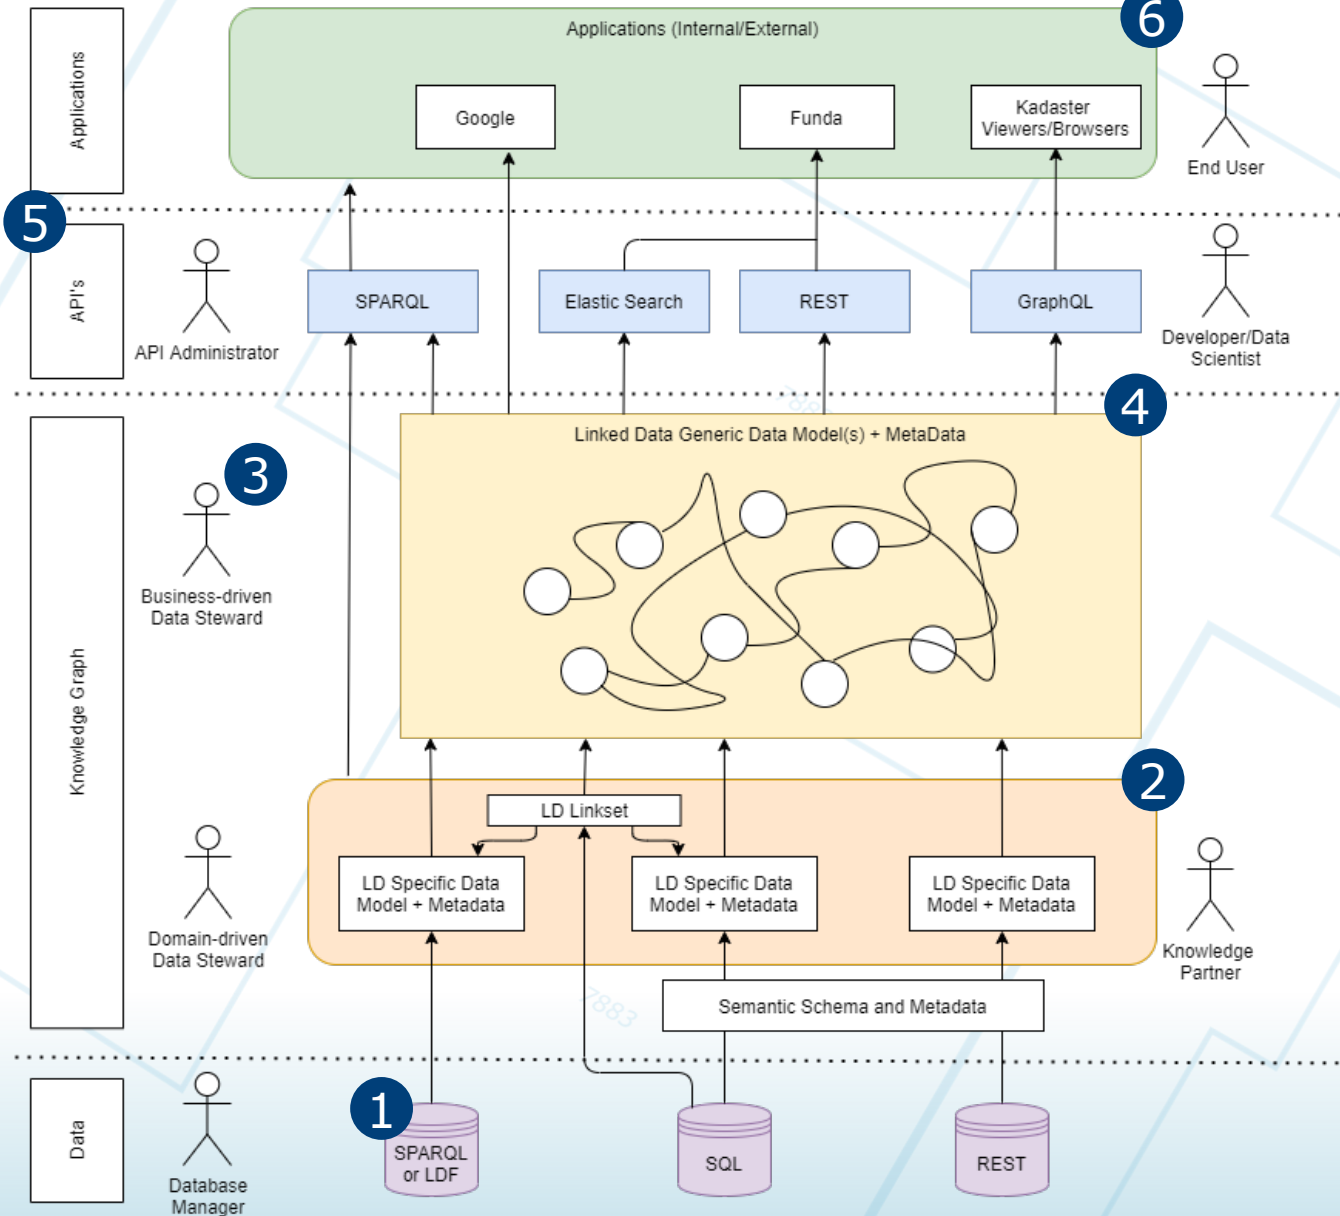 6
Applications (Internal/External)
Applications
Google
Funda
Kadaster
Viewers/Browsers
End User
5
API's
API Administrator
SPARQL
Elastic Search
REST
GraphQL
Developer/Data
Scientist
4
Linked Data Generic Data Model(s) + MetaData
3
Business-driven
Data Steward
Knowledge Graph
2
LD Linkset
LD Specific Data
Model + Metadata
LD Specific Data
Model + Metadata
LD Specific Data
Model + Metadata
Domain-driven
Data Steward
Knowledge
Partner
Semantic Schema and Metadata
7883
Data
Database
Manager
1
SPARQL
or LDF
SQL
REST